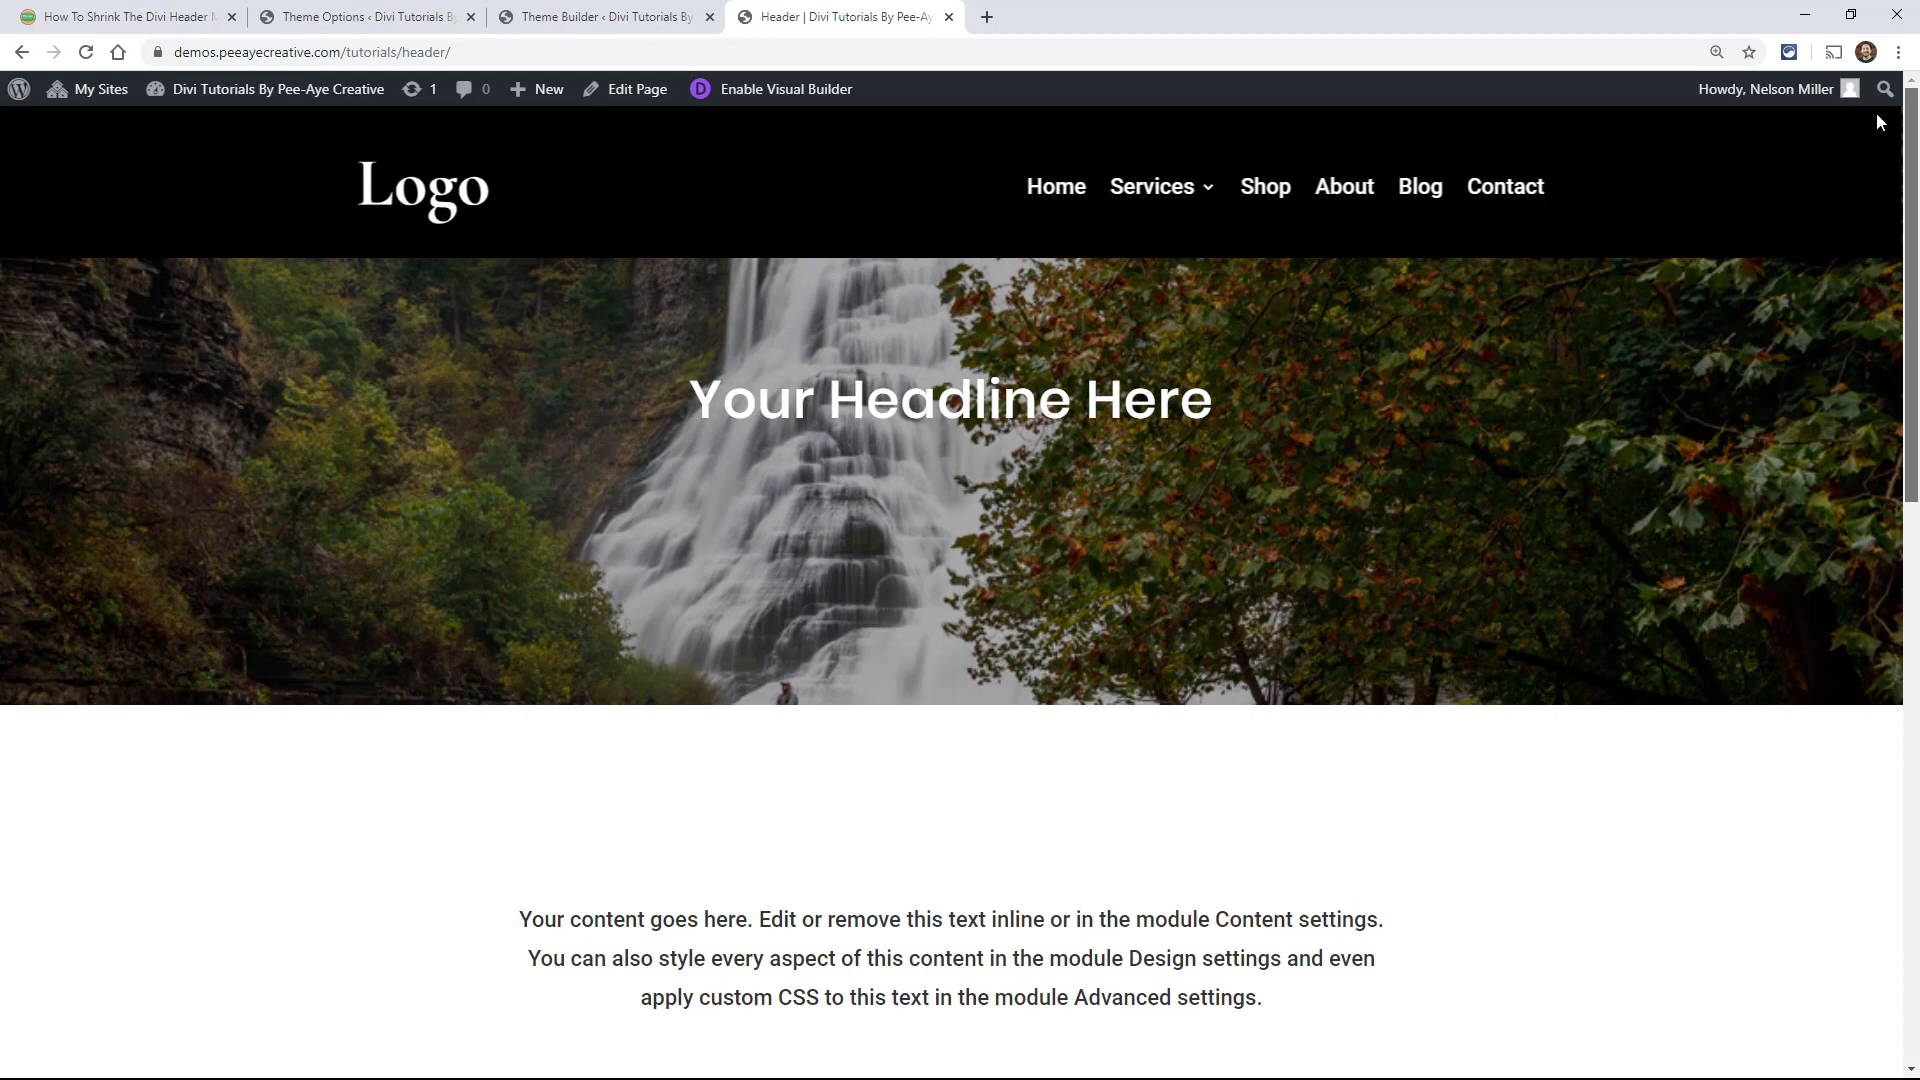 How To Shrink The Divi Header
Theme Options ‹ Divi Tutorials B
Theme Builder ‹ Divi Tutorials By
Header | Divi Tutorials By Pee-Ay
demos.peeayecreative.com/tutorials/header/
My Sites
Divi Tutorials By Pee-Aye Creative
1
0
New
Edit Page
D
Enable Visual Builder
Howdy, Nelson Miller
Logo
Home Services Shop About Blog Contact
Your Headline Here
Your content goes here. Edit or remove this text inline or in the module Content settings.
You can also style every aspect of this content in the module Design settings and even
apply custom CSS to this text in the module Advanced settings.